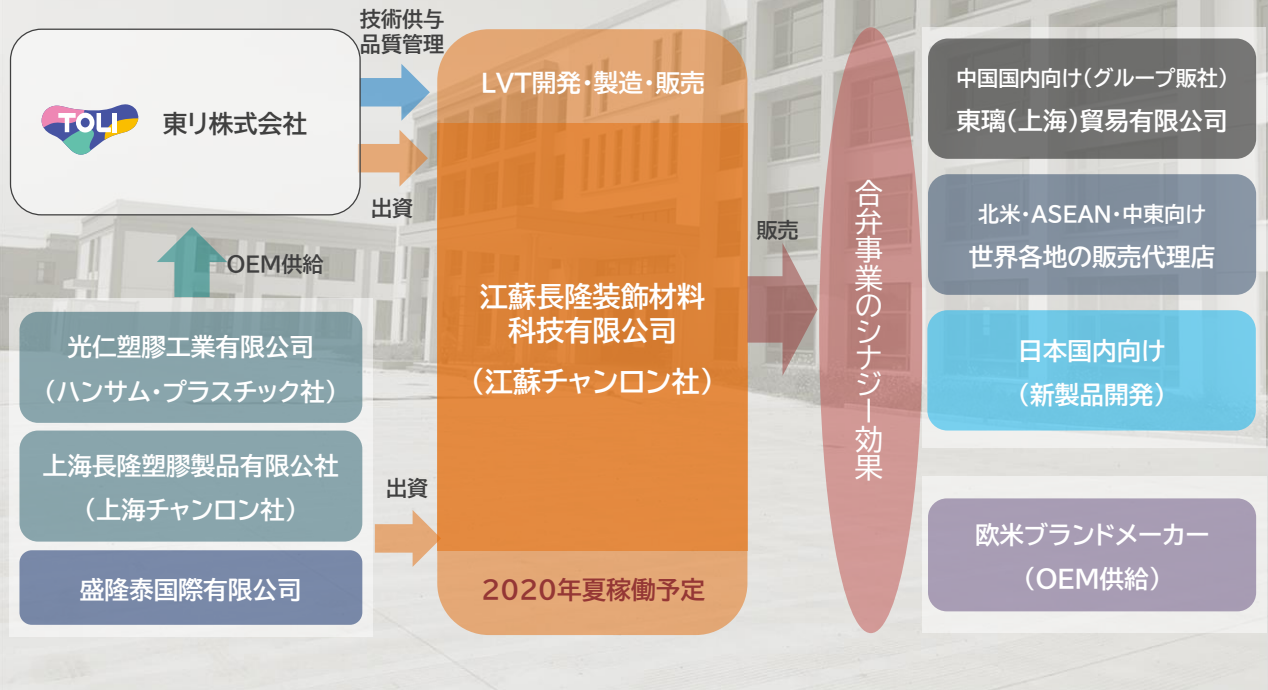 技術供与
品質管理
TOLI
東リ株式会社
出資
OEM供給
光仁塑膠工業有限公司
（ハンサム・プラスチック社）
上海長隆塑膠製品有限公社
（上海チャンロン社）
盛隆泰国際有限公司
出資
LVT開発・製造・販売
江蘇長隆装飾材料
科技有限公司
（江蘇チャンロン社）
2020年夏稼働予定
販売
合弁事業のシナジー効果
中国国内向け（グループ販社）
東璃（上海）貿易有限公司
北米・ASEAN・中東向け
世界各地の販売代理店
日本国内向け
（新製品開発）
欧米ブランドメーカー
（OEM供給）